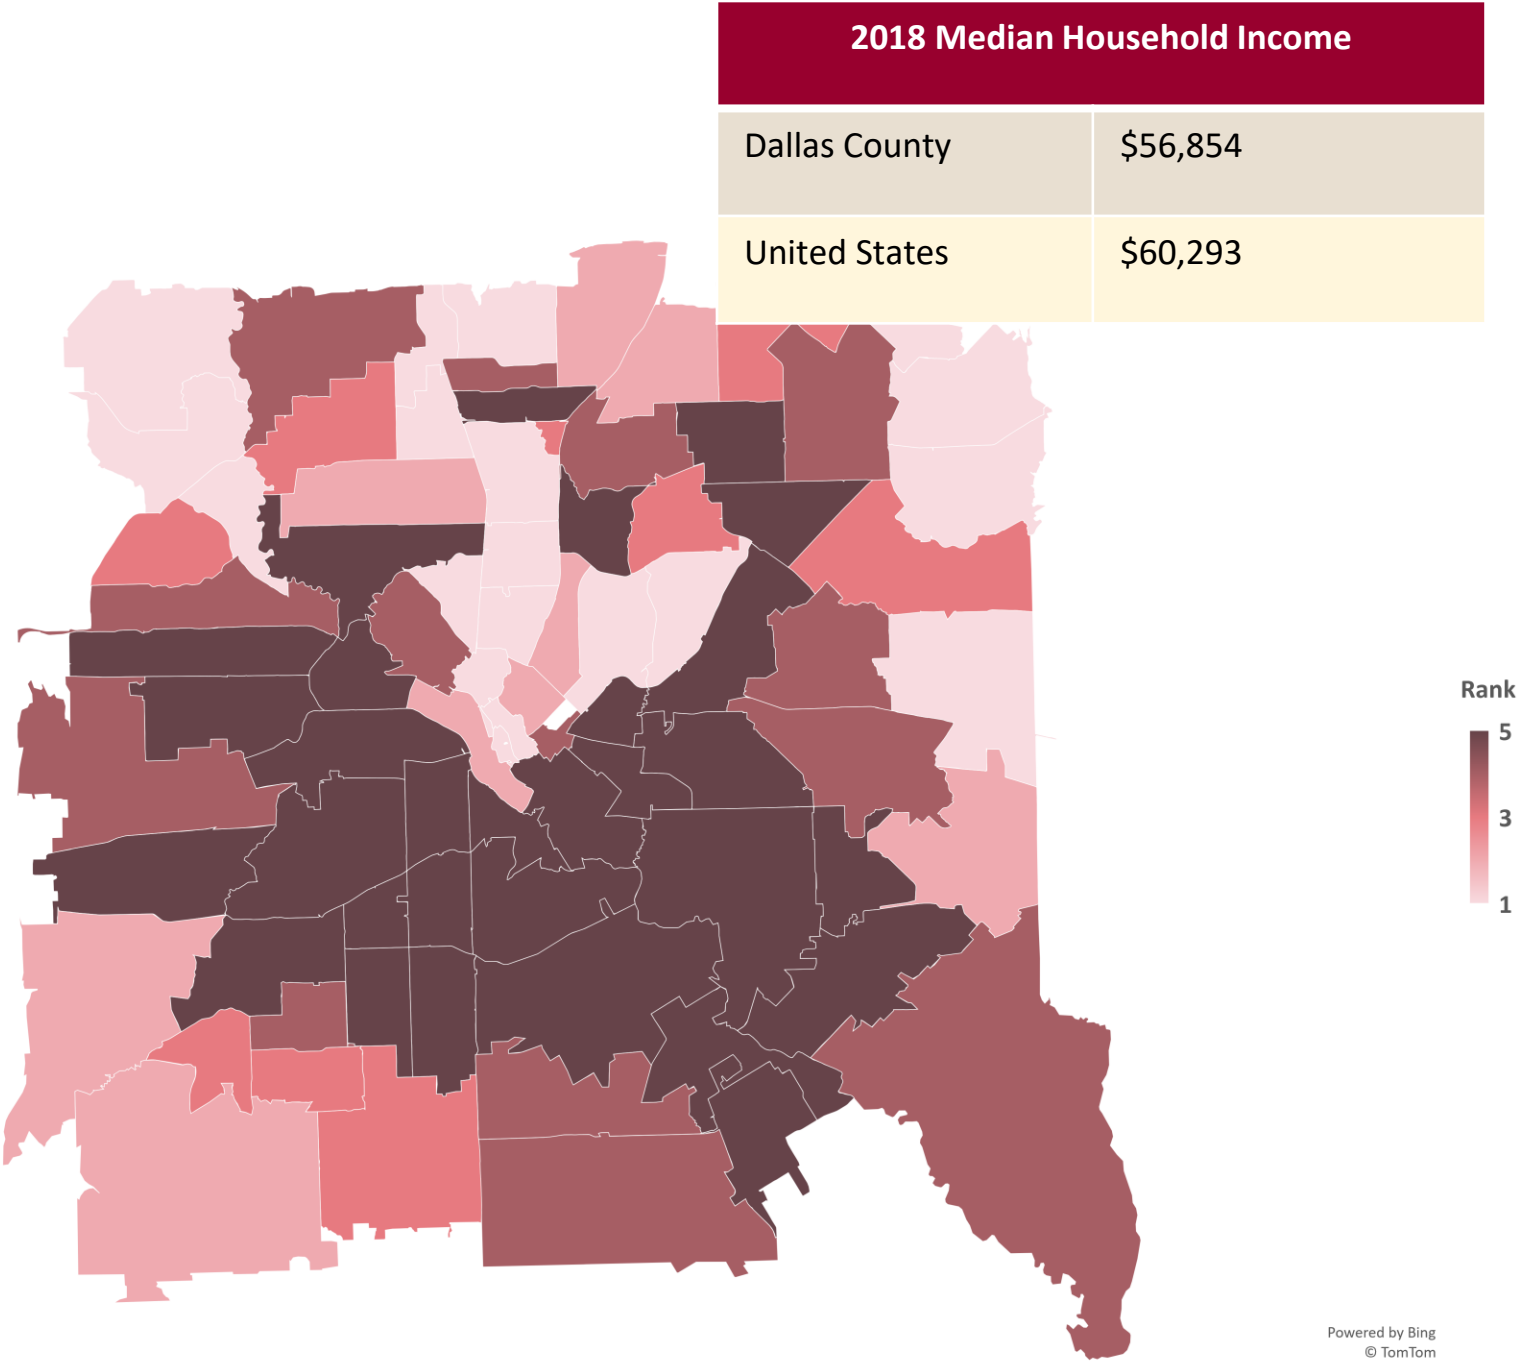 2018 Median Household Income
Dallas County $56,854
United States $60,293
Rank
5
3
1
Powered by Bing
© TomTom